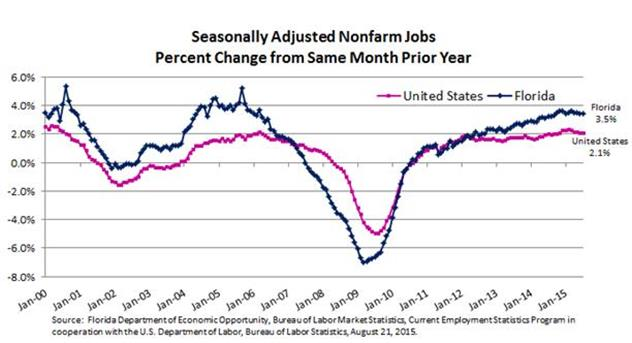 Seasonally Adjusted Nonfarm Jobs
Percent Change from Same Month Prior Year
6.0%
4.0%
2.0%
0.0%
-2.0%
-4.0%
-6.0%
-8.0%
United States
Florida
Florida
3.5%
United States
2.1%
Jan-00
Jan-01
Jan-02
Jan-03
Jan-04
Jan-05
Jan-06
Jan-07
Jan-08
Jan-09
Jan-10
Jan-11
Jan-12
Jan-13
Jan-14
Jan-15
Source: Florida Department of Economic Opportunity, Bureau of Labor Market Statistics, Current Employment Statistics Program in
cooperation with the U.S. Department of Labor, Bureau of Labor Statistics, August 21, 2015.